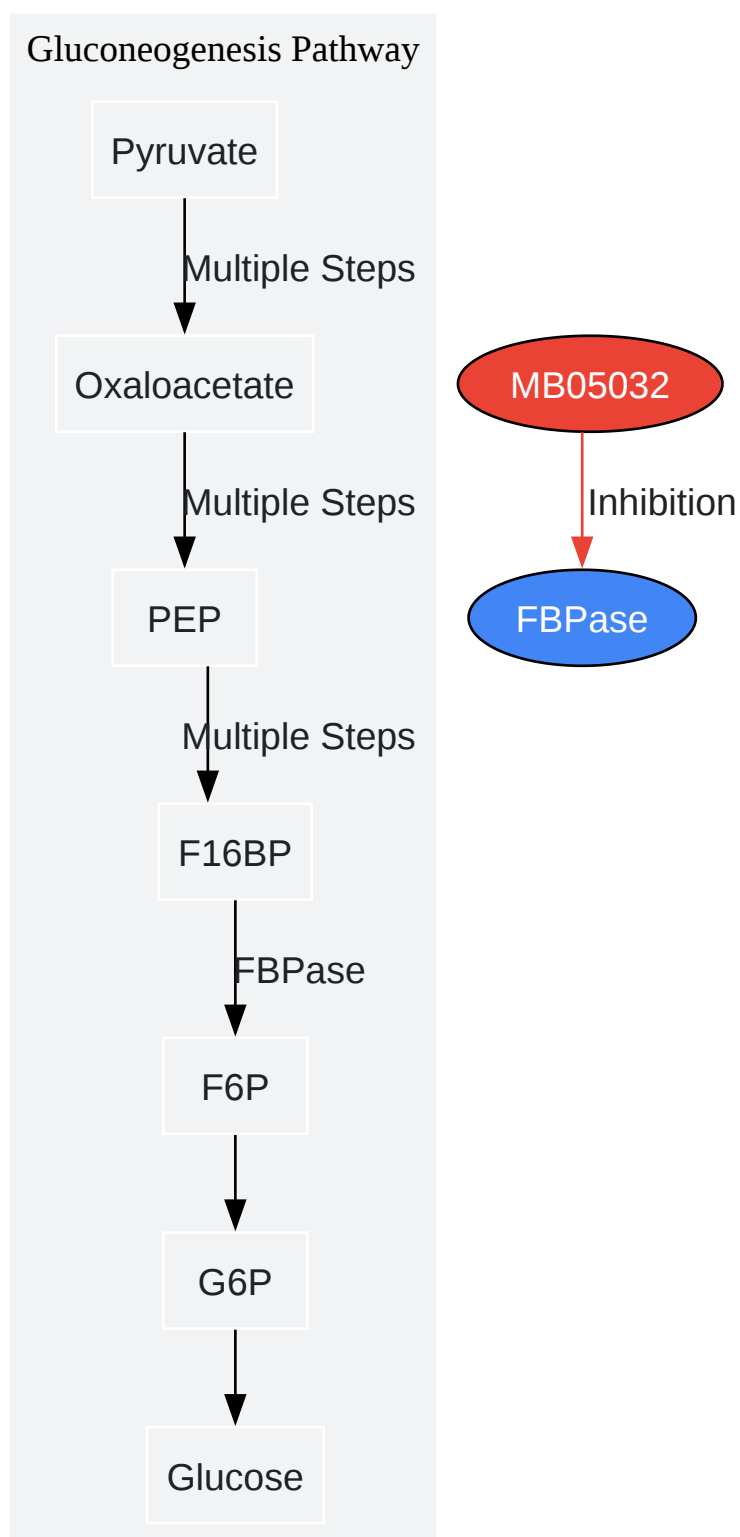 Gluconeogenesis Pathway
Pyruvate
Multiple Steps
Oxaloacetate
Multiple Steps
PEP
Multiple Steps
F16BP
FBPase
F6P
G6P
Glucose
MB05032
Inhibition
FBPase